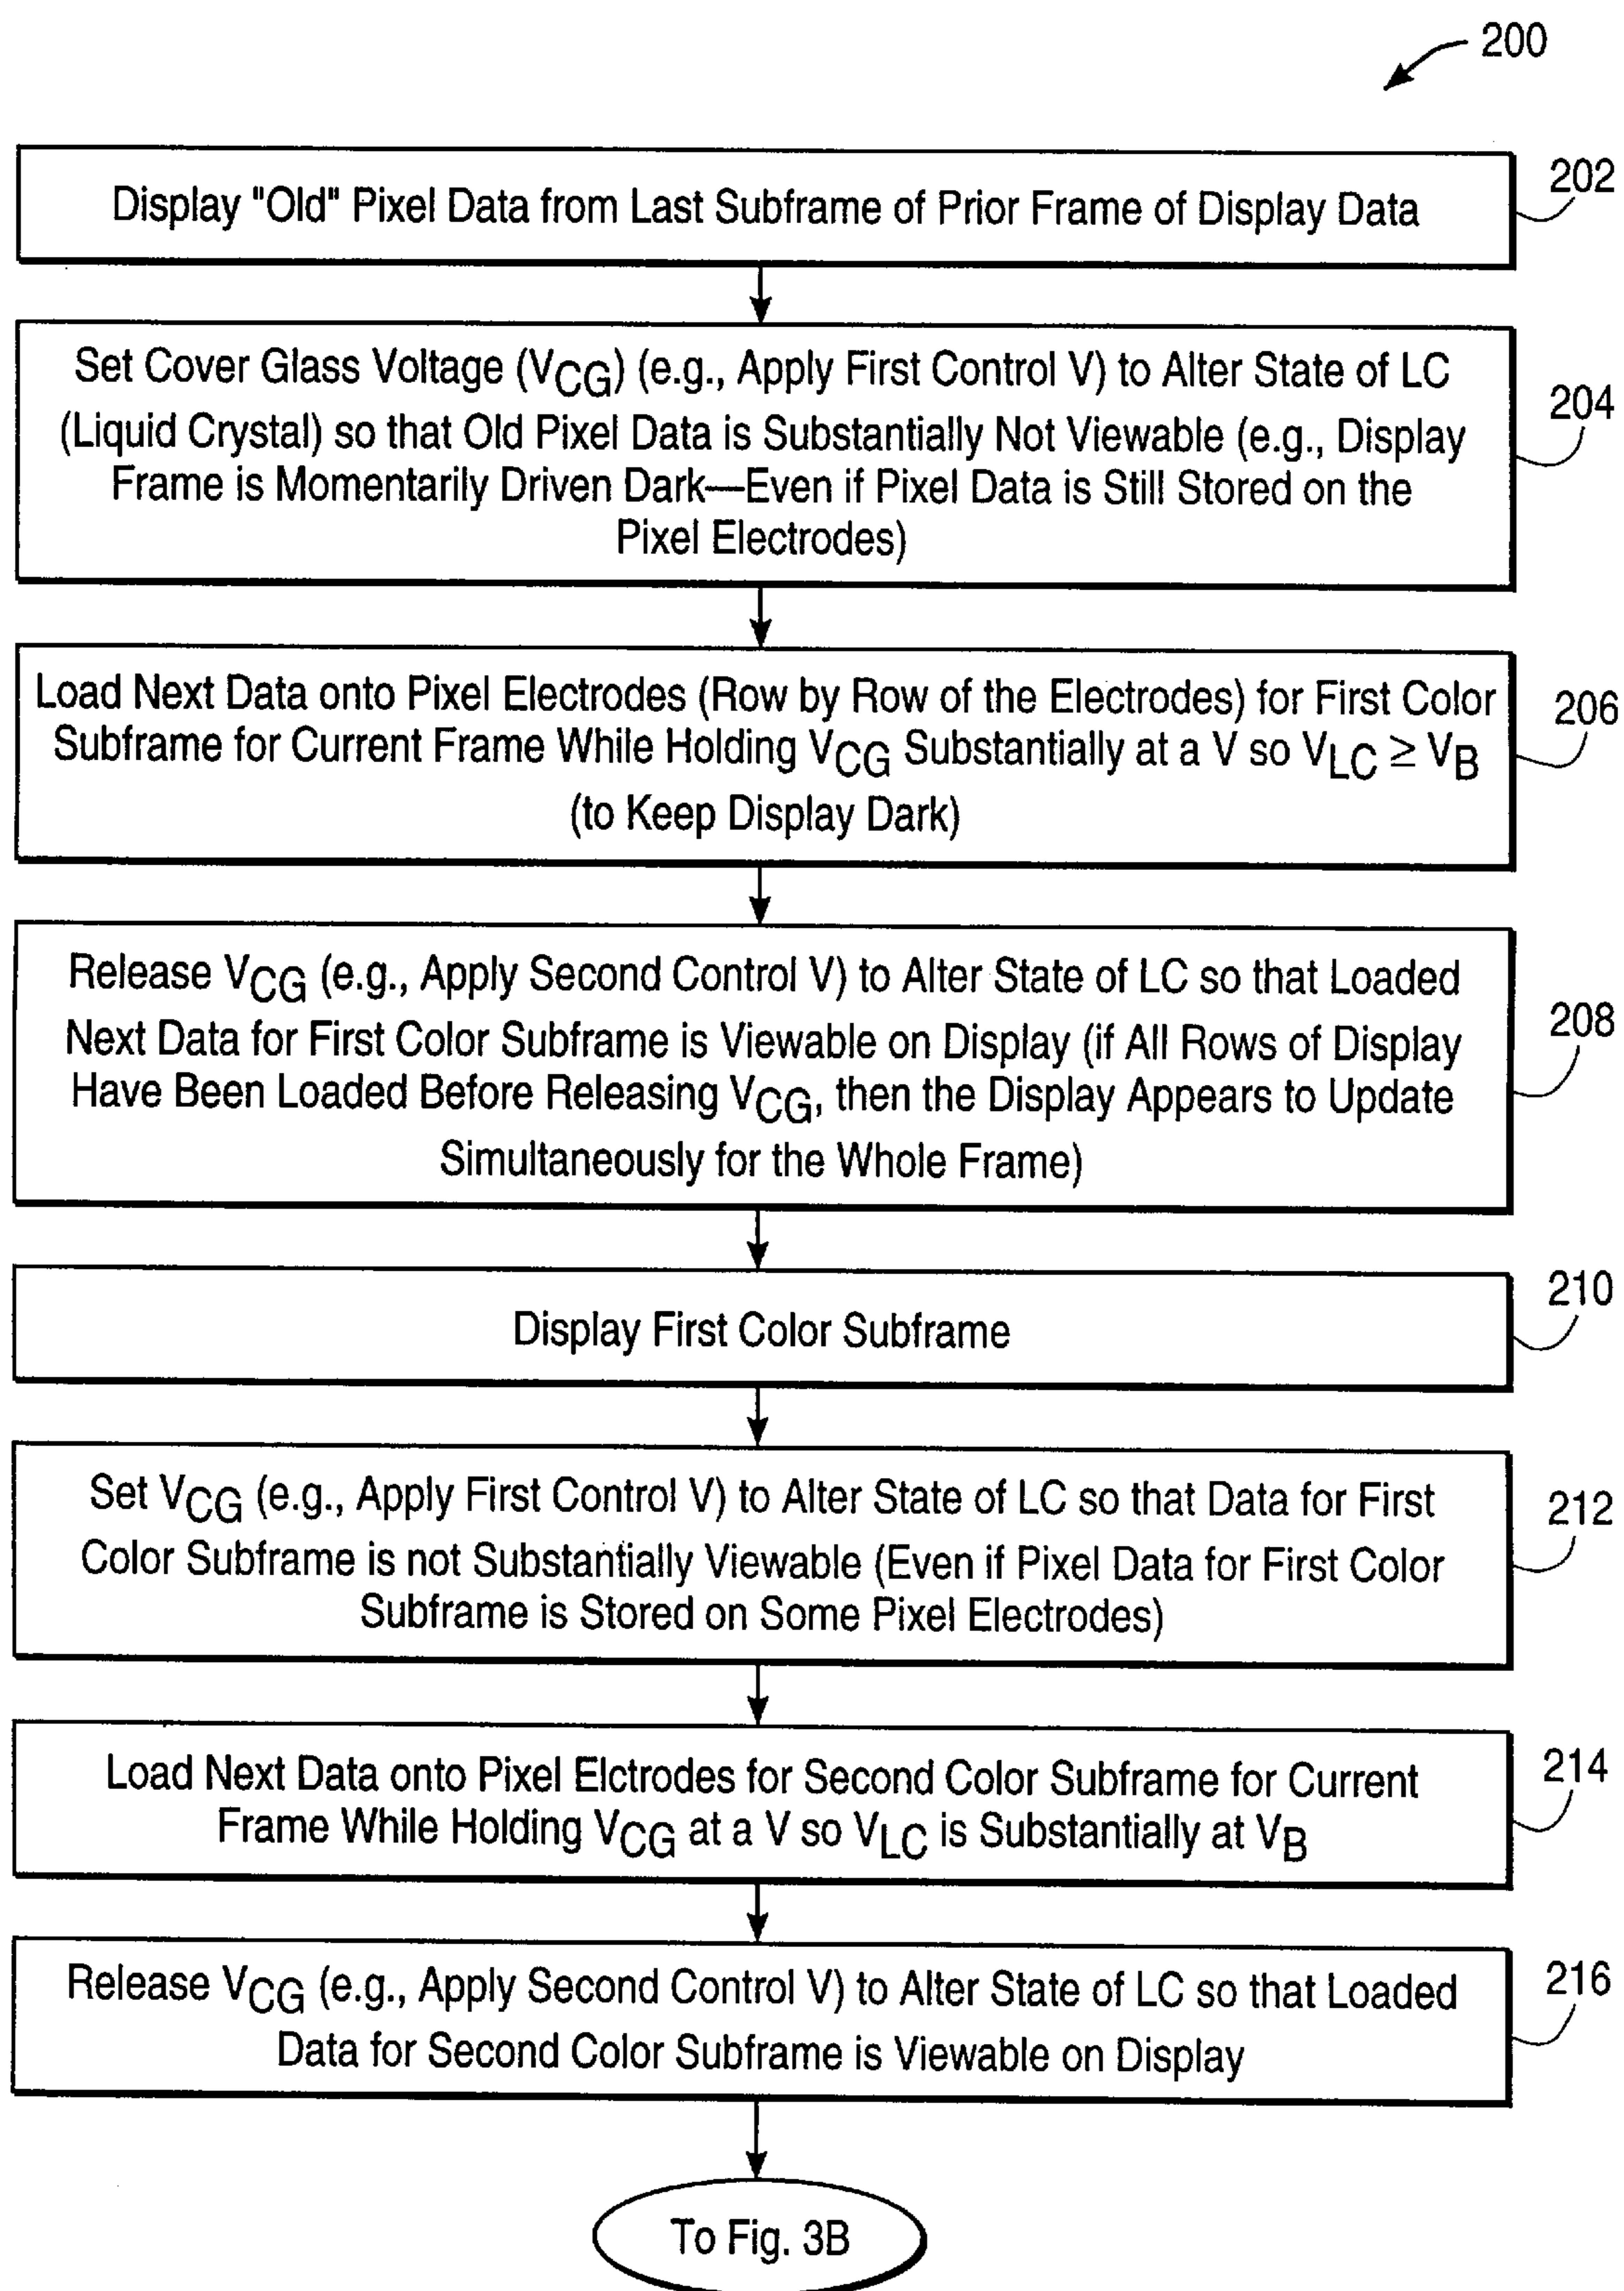 200
Display "Old" Pixel Data from Last Subframe of Prior Frame of Display Data
202
Set Cover Glass Voltage (VCG) (e.g., Apply First Control V) to Alter State of LC
(Liquid Crystal) so that Old Pixel Data is Substantially Not Viewable (e.g., Display
Frame is Momentarily Driven Dark—Even if Pixel Data is Still Stored on the
Pixel Electrodes)
204
Load Next Data onto Pixel Electrodes (Row by Row of the Electrodes) for First Color
Subframe for Current Frame While Holding VCG Substantially at a V so VLC ≥ VB
(to Keep Display Dark)
206
Release VCG (e.g., Apply Second Control V) to Alter State of LC so that Loaded
Next Data for First Color Subframe is Viewable on Display (if All Rows of Display
Have Been Loaded Before Releasing VCG, then the Display Appears to Update
Simultaneously for the Whole Frame)
208
Display First Color Subframe
210
Set VCG (e.g., Apply First Control V) to Alter State of LC so that Data for First
Color Subframe is not Substantially Viewable (Even if Pixel Data for First Color
Subframe is Stored on Some Pixel Electrodes)
212
Load Next Data onto Pixel Elctrodes for Second Color Subframe for Current
Frame While Holding VCG at a V so VLC is Substantially at VB
214
Release VCG (e.g., Apply Second Control V) to Alter State of LC so that Loaded
Data for Second Color Subframe is Viewable on Display
216
To Fig. 3B